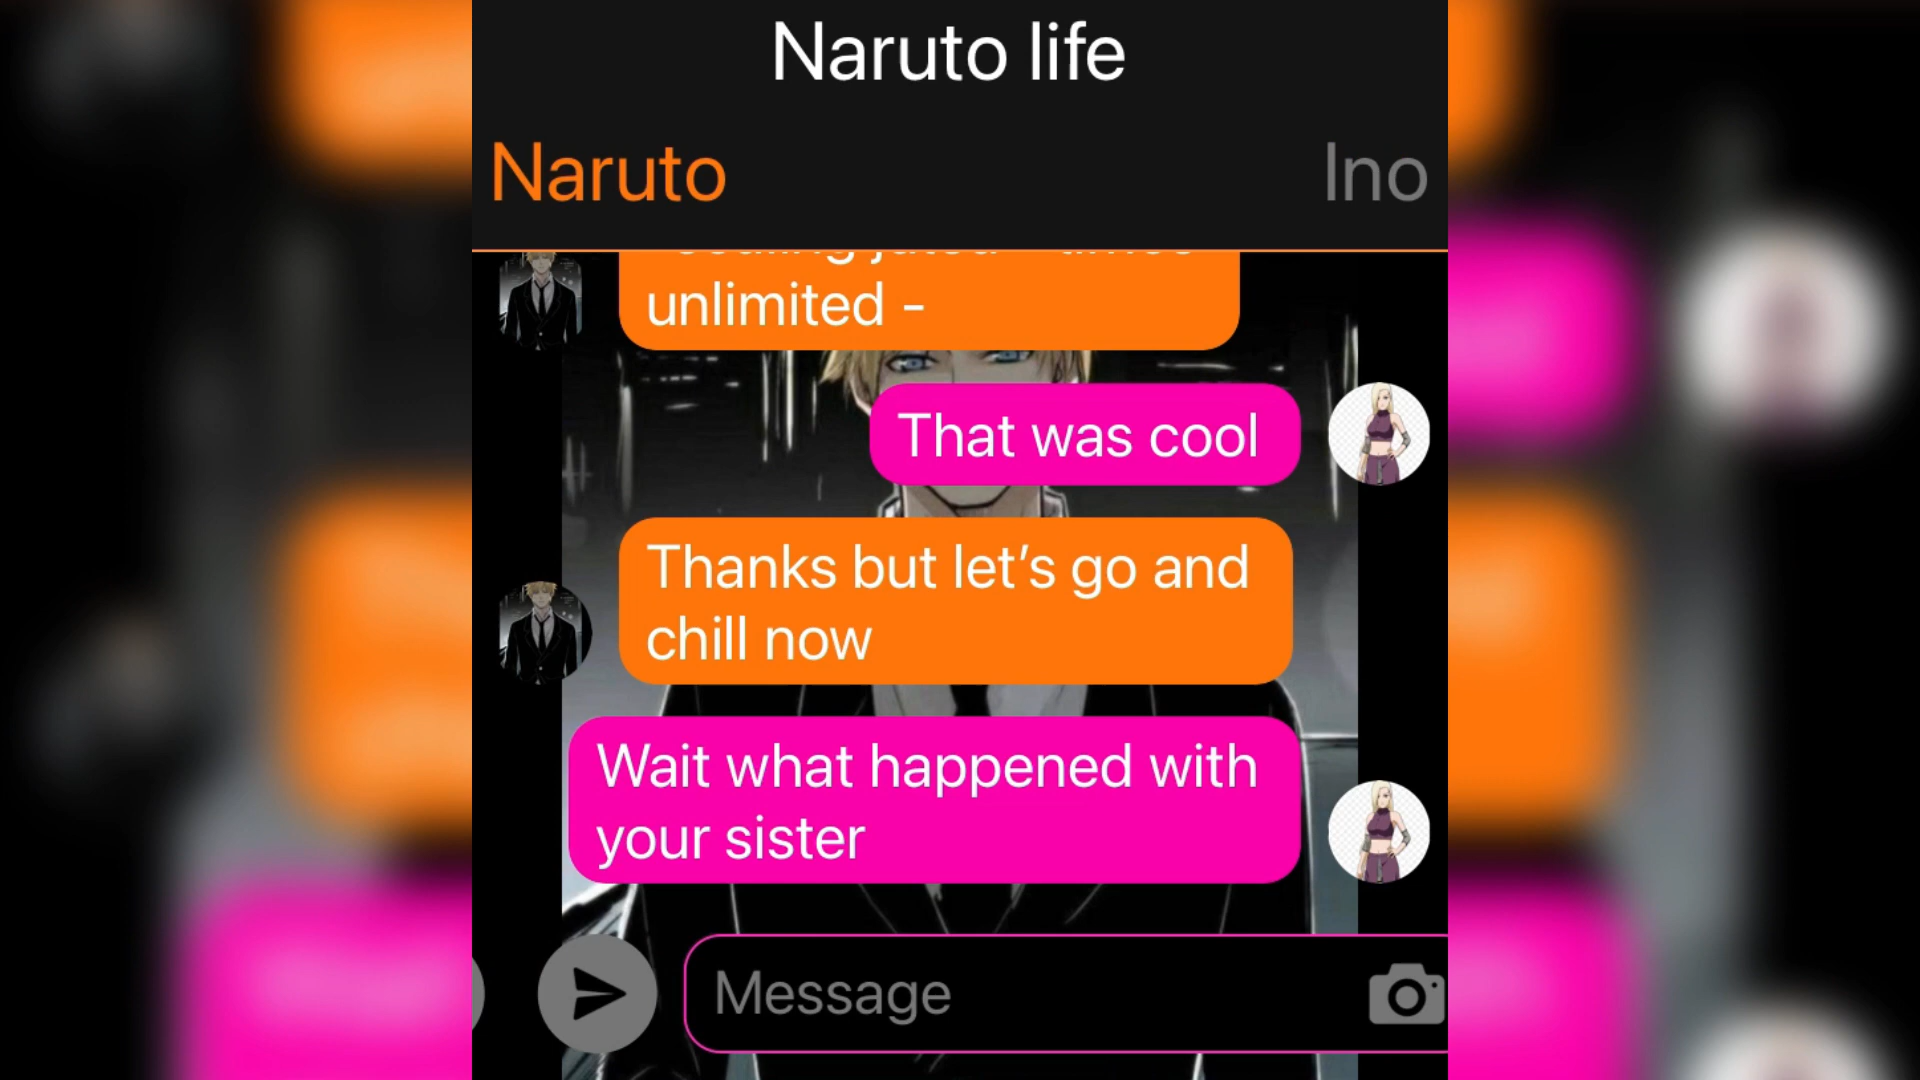 Naruto life
Naruto
Ino
unlimited -
That was cool
Thanks but let’s go and
chill now
Wait what happened with
your sister
Message